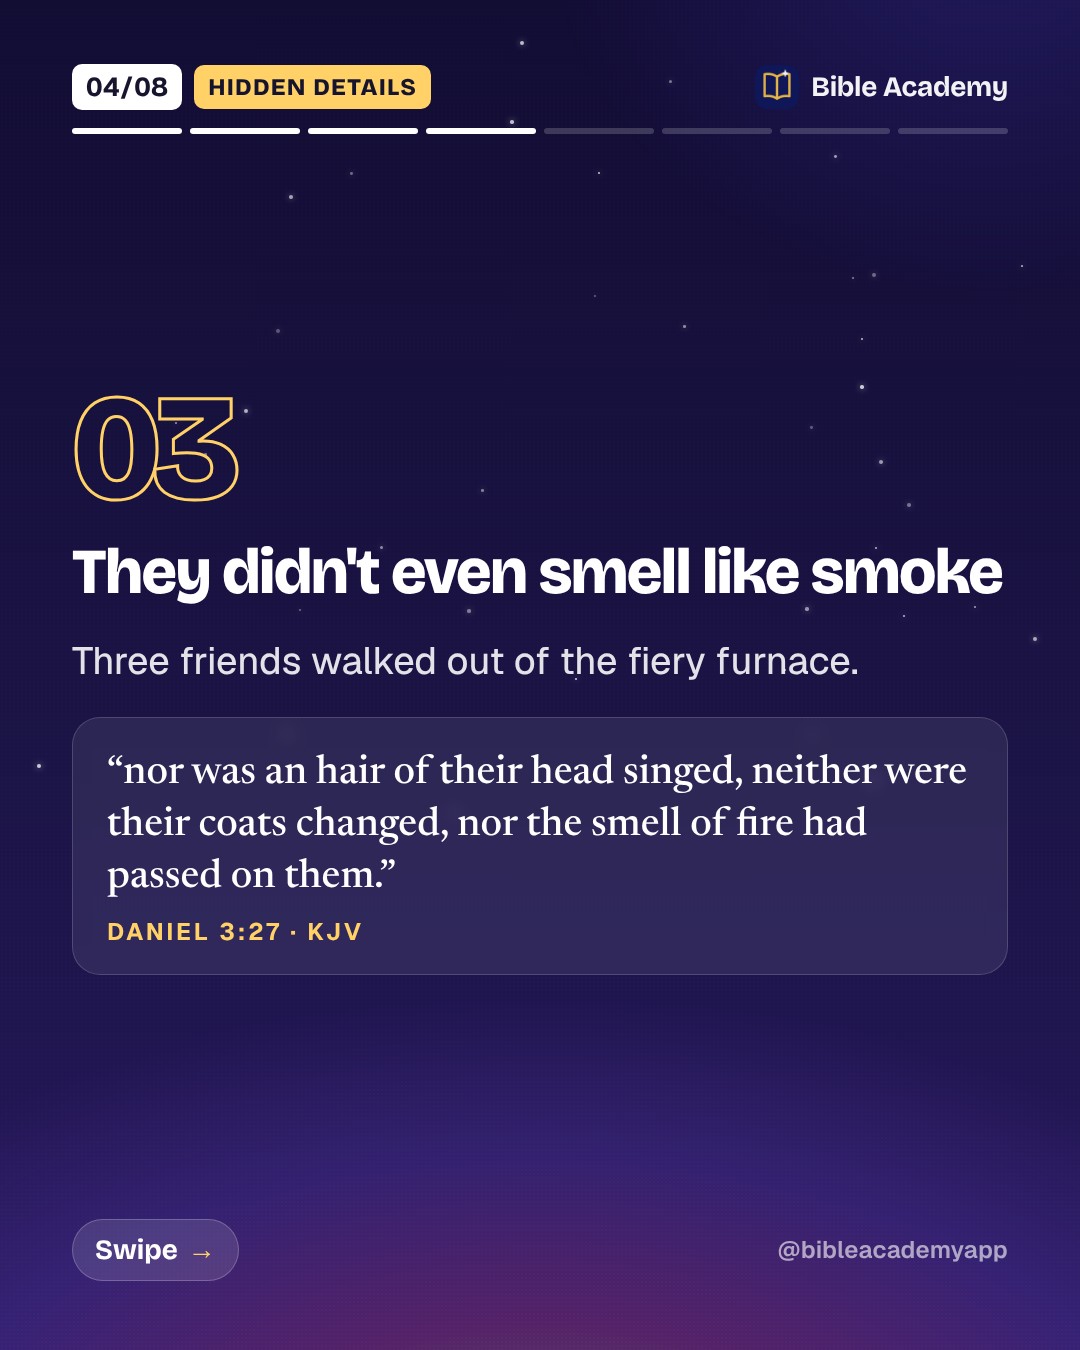 04/08 HIDDEN DETAILS
Bible Academy
03
They didn't even smell like smoke
Three friends walked out of the fiery furnace.
“nor was an hair of their head singed, neither were
their coats changed, nor the smell of fire had
passed on them.”
DANIEL 3:27 · KJV
Swipe →
@bibleacademyapp